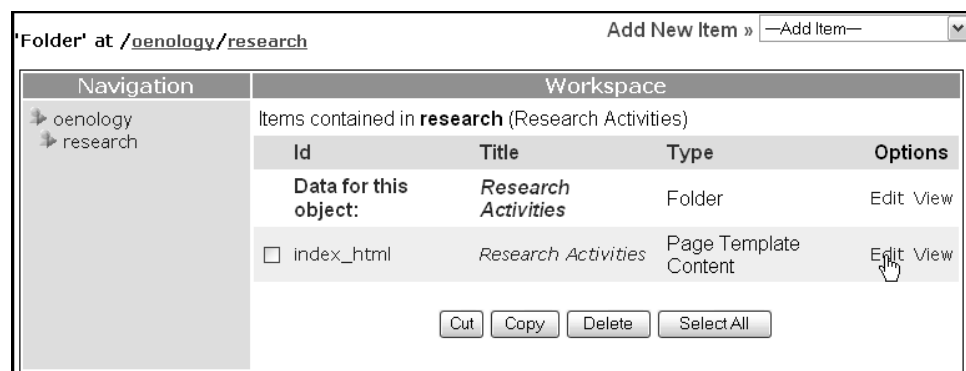 'Folder' at /oenology/research
Add New Item » —Add Item—
Navigation
Workspace
oenology
research
Items contained in research (Research Activities)
Id Title Type Options
Data for this object: Research Activities Folder Edit View
index_html Research Activities Page Template Content Edit View
Cut Copy Delete Select All